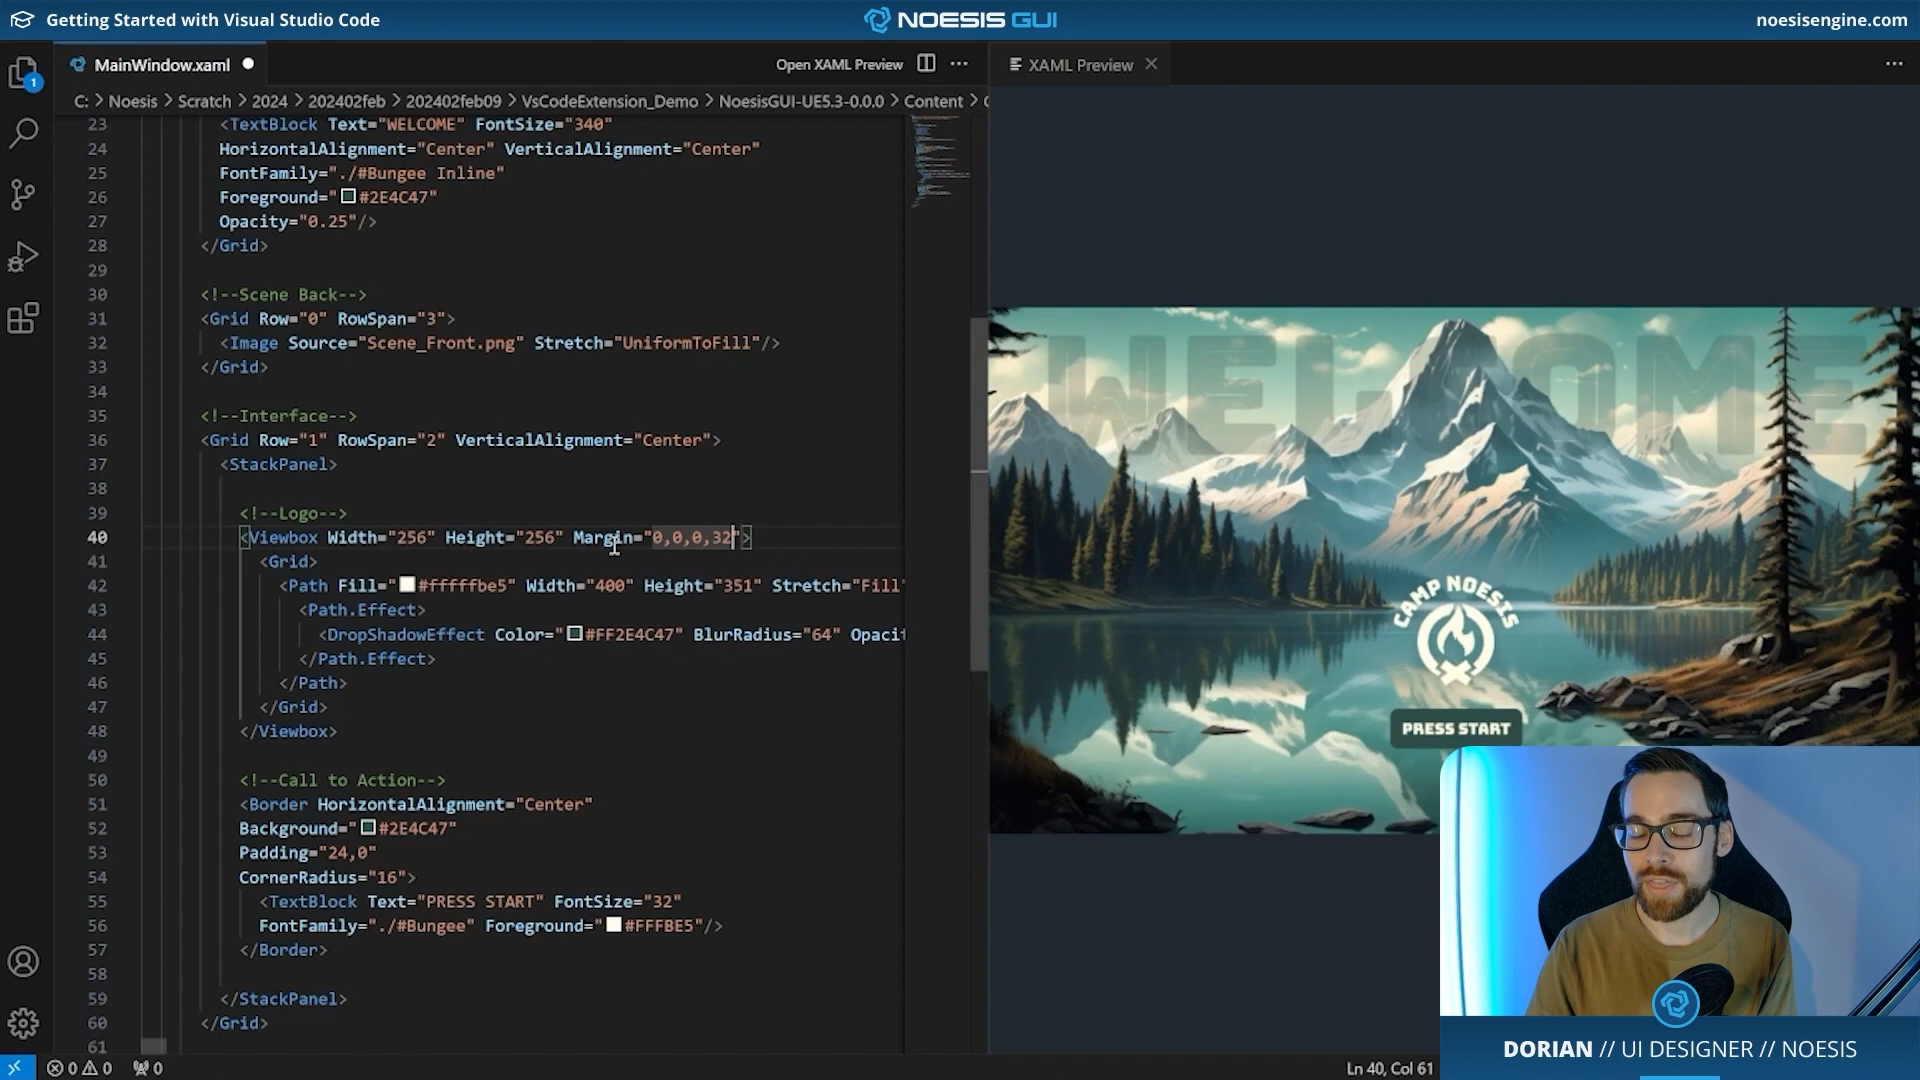 Getting Started with Visual Studio Code
NOESIS GUI
noesisengine.com
1
MainWindow.xaml
Open XAML Preview
XAML Preview
C: > Noesis > Scratch > 2024 > 202402feb > 202402feb09 > VsCodeExtension_Demo > NoesisGUI-UE5.3-0.0.0 > Content >
23 <TextBlock Text="WELCOME" FontSize="340"
24 HorizontalAlignment="Center" VerticalAlignment="Center"
25 FontFamily="./#Bungee Inline"
26 Foreground="#2E4C47"
27 Opacity="0.25"/>
28 </Grid>
29
30 <!--Scene Back-->
31 <Grid Row="0" RowSpan="3">
32 <Image Source="Scene_Front.png" Stretch="UniformToFill"/>
33 </Grid>
34
35 <!--Interface-->
36 <Grid Row="1" RowSpan="2" VerticalAlignment="Center">
37 <StackPanel>
38
39 <!--Logo-->
40 <Viewbox Width="256" Height="256" Margin="0,0,0,32">
41 <Grid>
42 <Path Fill="#fffffbe5" Width="400" Height="351" Stretch="Fill"
43 <Path.Effect>
44 <DropShadowEffect Color="#FF2E4C47" BlurRadius="64" Opacit
45 </Path.Effect>
46 </Path>
47 </Grid>
48 </Viewbox>
49
50 <!--Call to Action-->
51 <Border HorizontalAlignment="Center"
52 Background="#2E4C47"
53 Padding="24,0"
54 CornerRadius="16">
55 <TextBlock Text="PRESS START" FontSize="32"
56 FontFamily="./#Bungee" Foreground="#FFFBE5"/>
57 </Border>
58
59 </StackPanel>
60 </Grid>
61
WELCOME
CAMP NOESIS
PRESS START
0 0 0
Ln 40, Col 61
DORIAN // UI DESIGNER // NOESIS